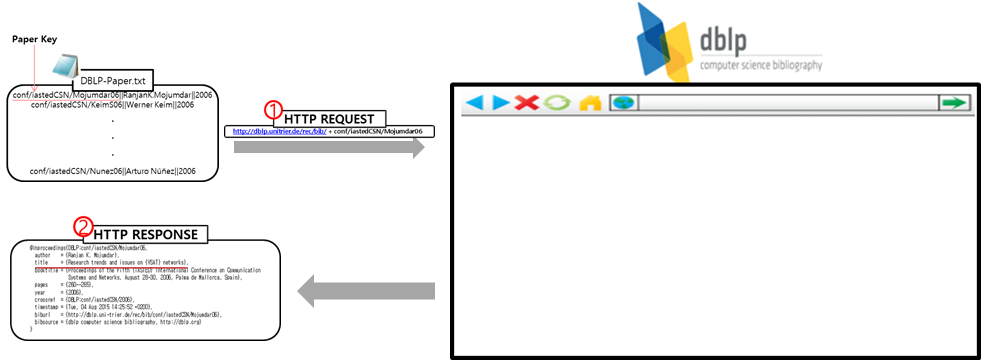 Paper Key
DBLP-Paper.txt
conf/iastedCSN/Mojumdar06||RanjanK.Mojumdar||2006
conf/iastedCSN/KeimS06||Werner Keim||2006
.
.
.
conf/iastedCSN/Nunez06||Arturo Núñez||2006
1
HTTP REQUEST
http://dblp.unitrier.de/rec/bib/ + conf/iastedCSN/Mojumdar06
dblp
computer science bibliography
2
HTTP RESPONSE
@inproceedings{DBLP:conf/iastedCSN/Mojumdar06,
author = {Ranjan K. Mojumdar},
title = {Research trends and issues on {VSAT} networks},
booktitle = {Proceedings of the Fifth {IASTED} International Conference on Communication
Systems and Networks, August 28-30, 2006, Palma de Mallorca, Spain},
pages = {260--265},
year = {2006},
crossref = {DBLP:conf/iastedCSN/2006},
timestamp = {Tue, 04 Aug 2015 14:25:52 +0200},
biburl = {http://dblp.uni-trier.de/rec/bib/conf/iastedCSN/Mojumdar06},
bibsource = {dblp computer science bibliography, http://dblp.org}
}